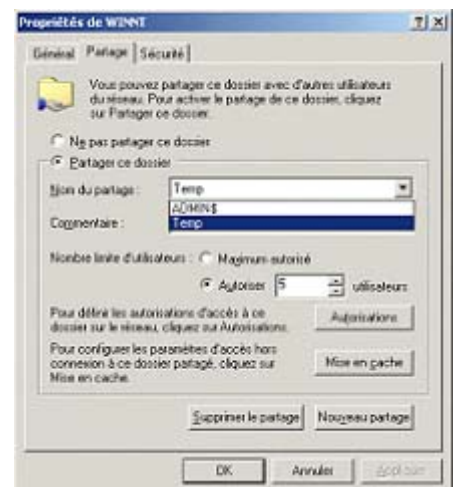 Propriétés de WINNT
Général Partage Sécurité
Vous pouvez partager ce dossier avec d'autres utilisateurs
du réseau. Pour activer le partage de ce dossier, cliquez
sur Partager ce dossier.
Ne pas partager ce dossier
Partager ce dossier
Nom du partage : Temp
ADMIN$
Commentaire : Temp
Nombre limite d'utilisateurs : Maximum autorisé
Autoriser 5 utilisateurs
Pour définir les autorisations d'accès à ce
dossier sur le réseau, cliquez sur Autorisations.
Autorisations
Pour configurer les paramètres d'accès hors
connexion à ce dossier partagé, cliquez sur
Mise en cache.
Mise en cache
Supprimer le partage Nouveau partage
OK Annuler Appliquer